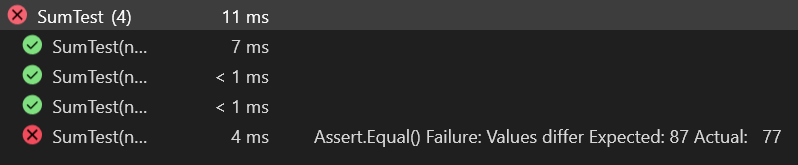 SumTest (4) 11 ms
SumTest(n... 7 ms
SumTest(n... < 1 ms
SumTest(n... < 1 ms
SumTest(n... 4 ms Assert.Equal() Failure: Values differ Expected: 87 Actual: 77